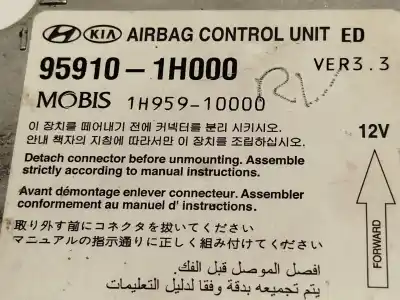 HYUNDAI KIA AIRBAG CONTROL UNIT ED
95910-1H000 VER3.3
MOBIS 1H959-10000 RV
이 장치를 떼어내기 전에 커넥터를 분리 시키시오.
안내 책자의 지침에 따라서만 이 장치를 조립하십시오.
12V
Detach connector before unmounting. Assemble
strictly according to manual instructions.
Avant démontage enlever connecteur. Assembler
conformement au manuel d' instructions.
取り外す前にコネクタを抜いてください
マニュアルの指示通りに正しく組み付けてください
افصل الموصل قبل الفك.
يتم تجميعه بدقة وفقا لدليل التعليمات
FORWARD